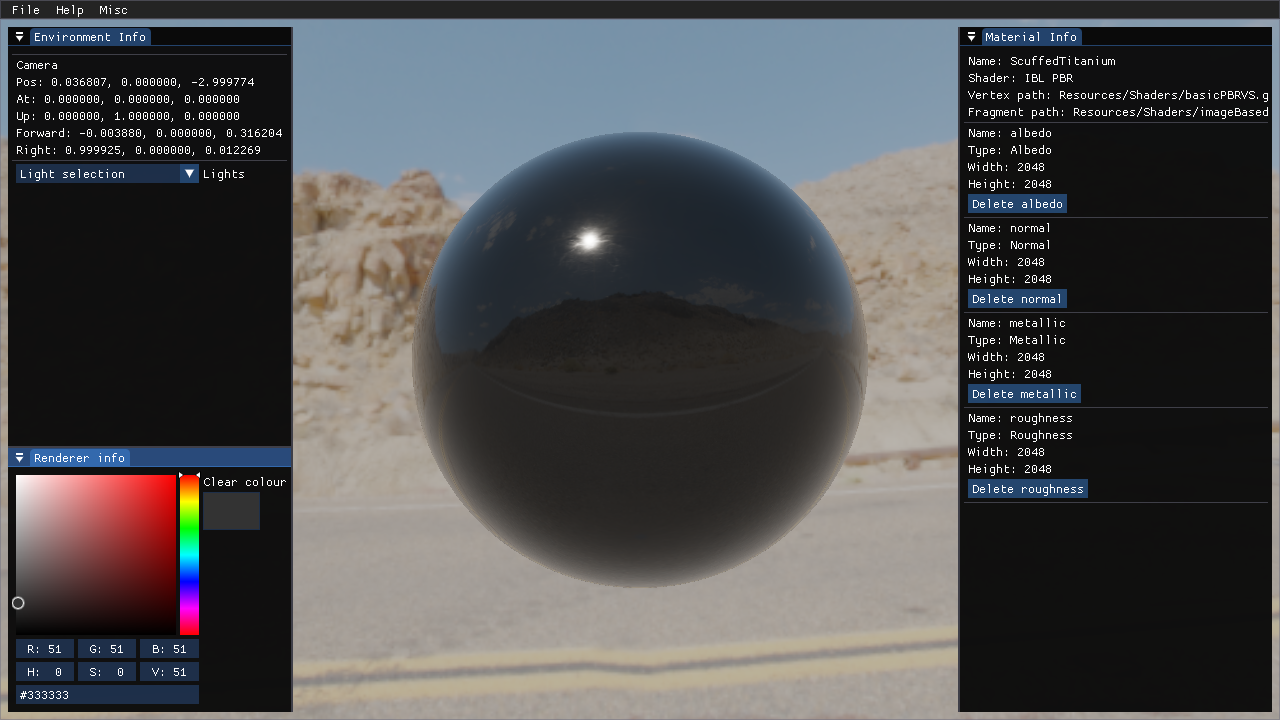 File Help Misc
Environment Info
Camera
Pos: 0.036807, 0.000000, -2.999774
At: 0.000000, 0.000000, 0.000000
Up: 0.000000, 1.000000, 0.000000
Forward: -0.003880, 0.000000, 0.316204
Right: 0.999925, 0.000000, 0.012269
Light selection Lights
Renderer info
Clear colour
R: 51 G: 51 B: 51
H: 0 S: 0 V: 51
#333333
Material Info
Name: ScuffedTitanium
Shader: IBL PBR
Vertex path: Resources/Shaders/basicPBRVS.g
Fragment path: Resources/Shaders/imageBased
Name: albedo
Type: Albedo
Width: 2048
Height: 2048
Delete albedo
Name: normal
Type: Normal
Width: 2048
Height: 2048
Delete normal
Name: metallic
Type: Metallic
Width: 2048
Height: 2048
Delete metallic
Name: roughness
Type: Roughness
Width: 2048
Height: 2048
Delete roughness